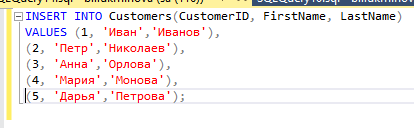 INSERT INTO Customers(CustomerID, FirstName, LastName)
VALUES (1, 'Иван','Иванов'),
(2, 'Петр','Николаев'),
(3, 'Анна','Орлова'),
(4, 'Мария','Монова'),
(5, 'Дарья','Петрова');